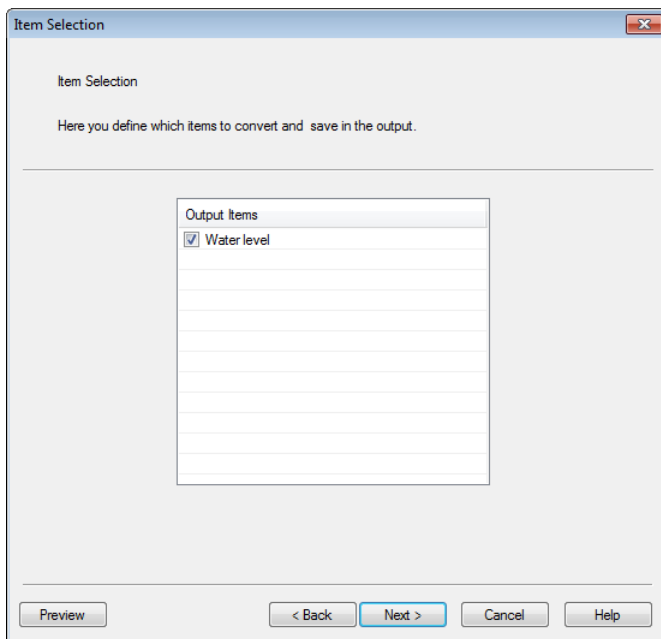 Item Selection
Item Selection
Here you define which items to convert and save in the output.
Output Items
Water level
Preview
< Back
Next >
Cancel
Help